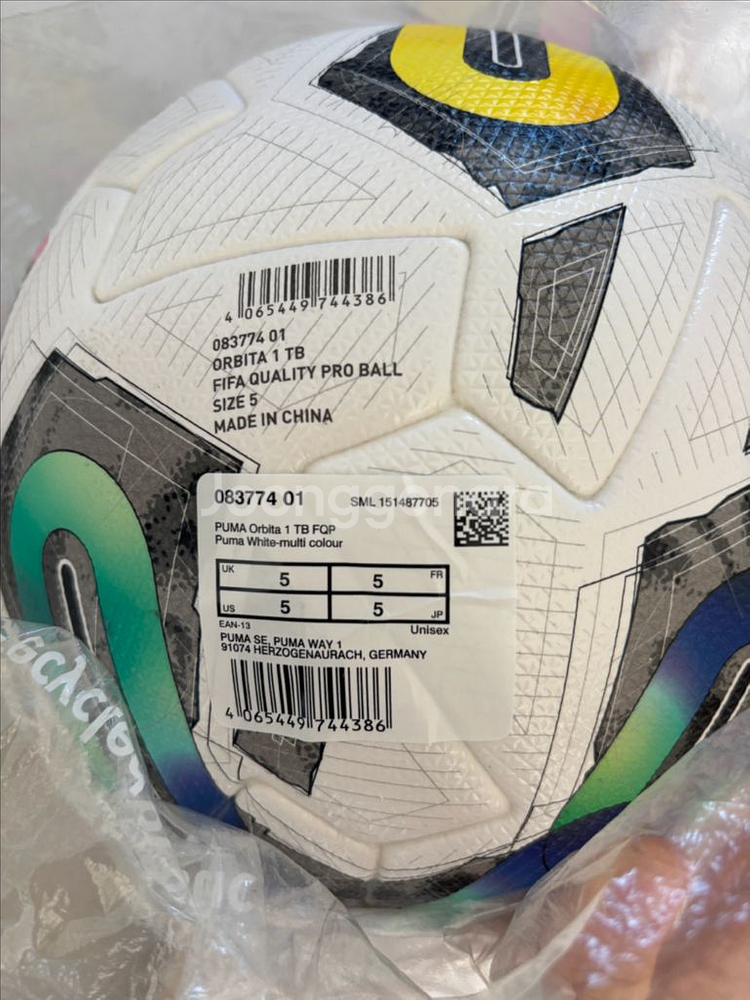 4 065449 744386
083774 01
ORBITA 1 TB
FIFA QUALITY PRO BALL
SIZE 5
MADE IN CHINA
083774 01 SML 151487705
PUMA Orbita 1 TB FQP
Puma White-multi colour
UK 5 5 FR
US 5 5 JP
EAN-13 Unisex
PUMA SE, PUMA WAY 1
91074 HERZOGENAURACH, GERMANY
4 065449 744386